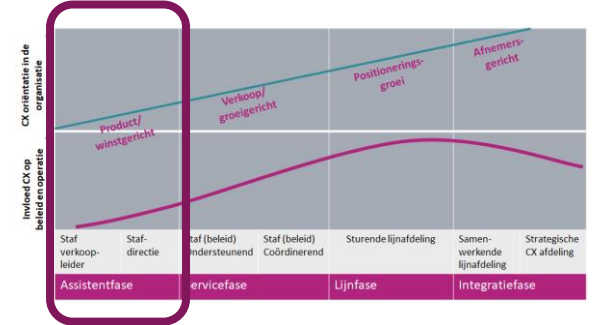 CX oriëntatie in de
organisatie
Product/
winstgericht
Verkoop/
groeigericht
Positionerings-
groei
Afnemers-
gericht
Invloed CX op
beleid en operatie
Staf
verkoop-
leider
Staf-
directie
Staf (beleid)
Ondersteunend
Staf (beleid)
Coördinerend
Sturende lijnafdeling
Samen-
werkende
lijnafdeling
Strategische
CX afdeling
Assistentfase
Servicefase
Lijnfase
Integratiefase